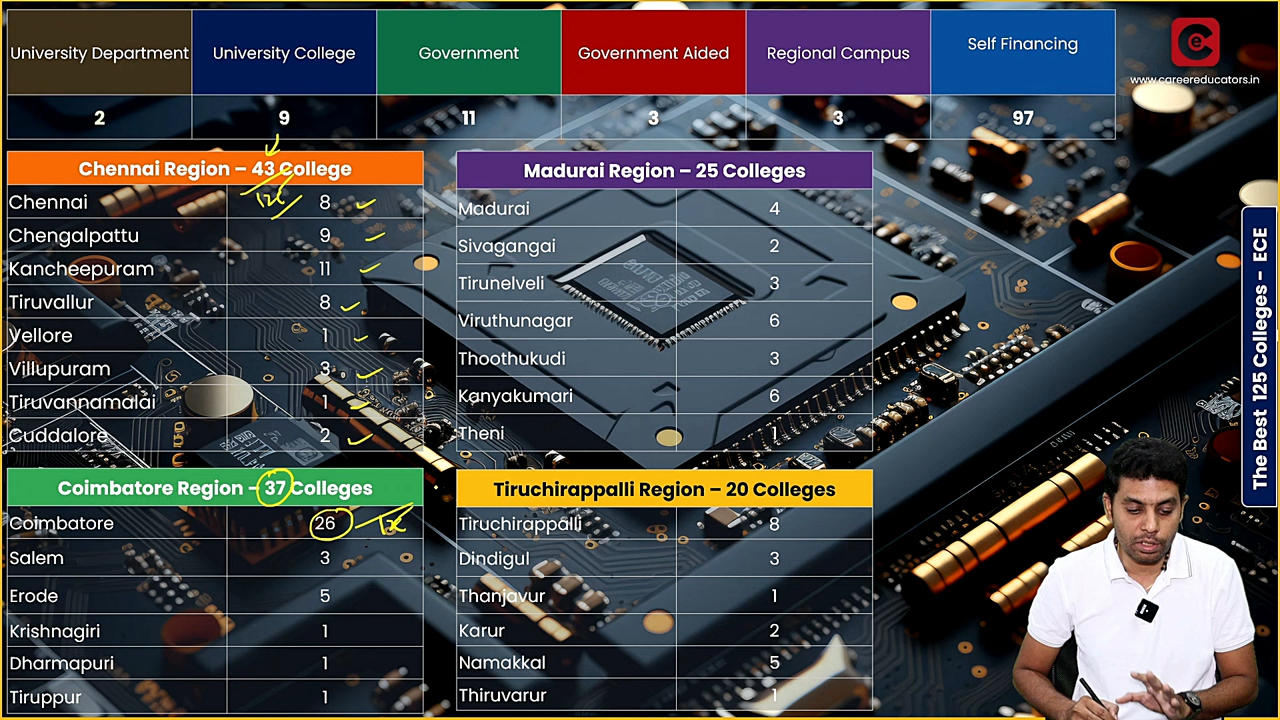 University Department University College Government Government Aided Regional Campus Self Financing
2 9 11 3 3 97
www.careereducators.in
Chennai Region – 43 College
Chennai 8
Chengalpattu 9
Kancheepuram 11
Tiruvallur 8
Vellore 1
Villupuram 3
Tiruvannamalai 1
Cuddalore 2
Madurai Region – 25 Colleges
Madurai 4
Sivagangai 2
Tirunelveli 3
Viruthunagar 6
Thoothukudi 3
Kanyakumari 6
Theni 1
Coimbatore Region – 37 Colleges
Coimbatore 26
Salem 3
Erode 5
Krishnagiri 1
Dharmapuri 1
Tiruppur 1
Tiruchirappalli Region – 20 Colleges
Tiruchirappalli 8
Dindigul 3
Thanjavur 1
Karur 2
Namakkal 5
Thiruvarur 1
The Best 125 Colleges - ECE